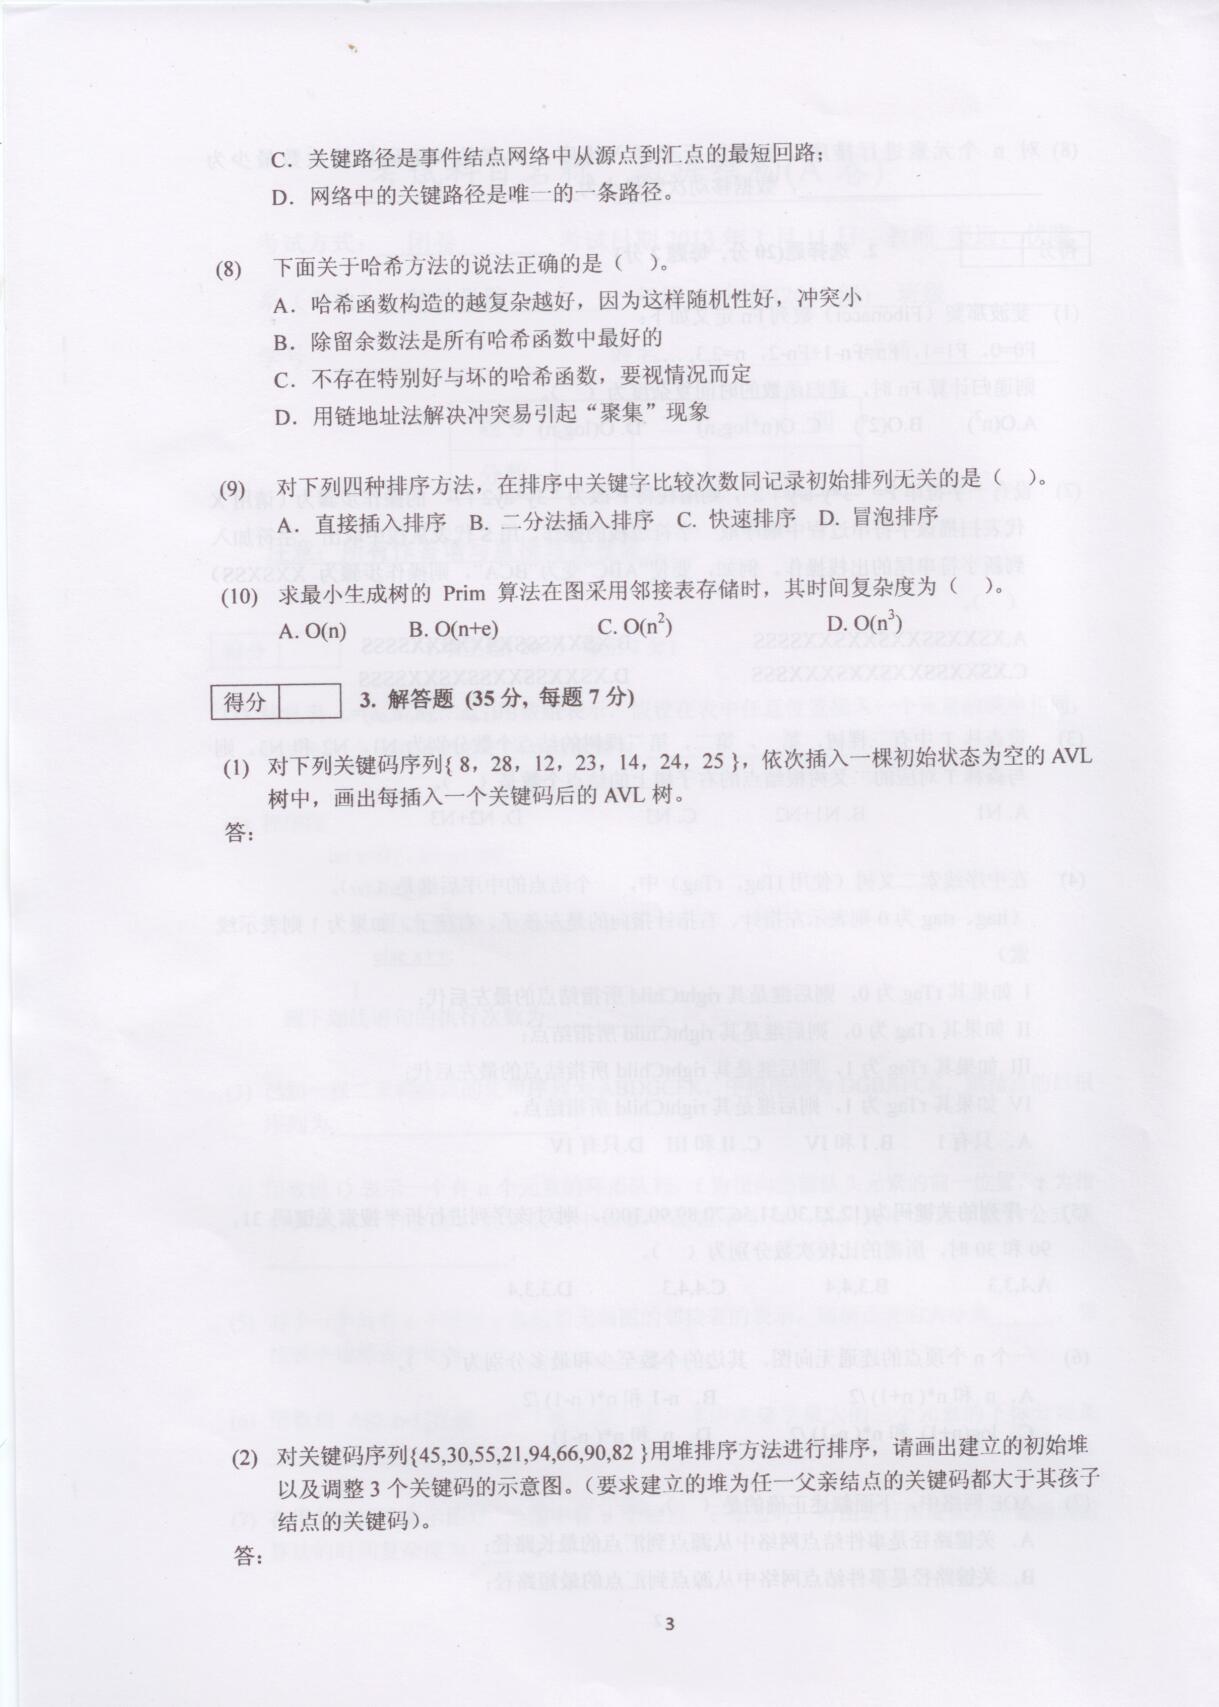 C．关键路径是事件结点网络中从源点到汇点的最短回路；
D．网络中的关键路径是唯一的一条路径。
(8) 下面关于哈希方法的说法正确的是（ ）。
A．哈希函数构造的越复杂越好，因为这样随机性好，冲突小
B．除留余数法是所有哈希函数中最好的
C．不存在特别好与坏的哈希函数，要视情况而定
D．用链地址法解决冲突易引起“聚集”现象
(9) 对下列四种排序方法，在排序中关键字比较次数同记录初始排列无关的是（ ）。
A．直接插入排序 B．二分法插入排序 C. 快速排序 D. 冒泡排序
(10) 求最小生成树的 Prim 算法在图采用邻接表存储时，其时间复杂度为（ ）。
A. O(n) B. O(n+e) C. O(n²) D. O(n³)
得分 3. 解答题 (35 分, 每题 7 分)
(1) 对下列关键码序列{ 8，28，12，23，14，24，25 }，依次插入一棵初始状态为空的 AVL
树中，画出每插入一个关键码后的 AVL 树。
答：
(2) 对关键码序列{45,30,55,21,94,66,90,82 }用堆排序方法进行排序，请画出建立的初始堆
以及调整 3 个关键码的示意图。（要求建立的堆为任一父亲结点的关键码都大于其孩子
结点的关键码）。
答：
3